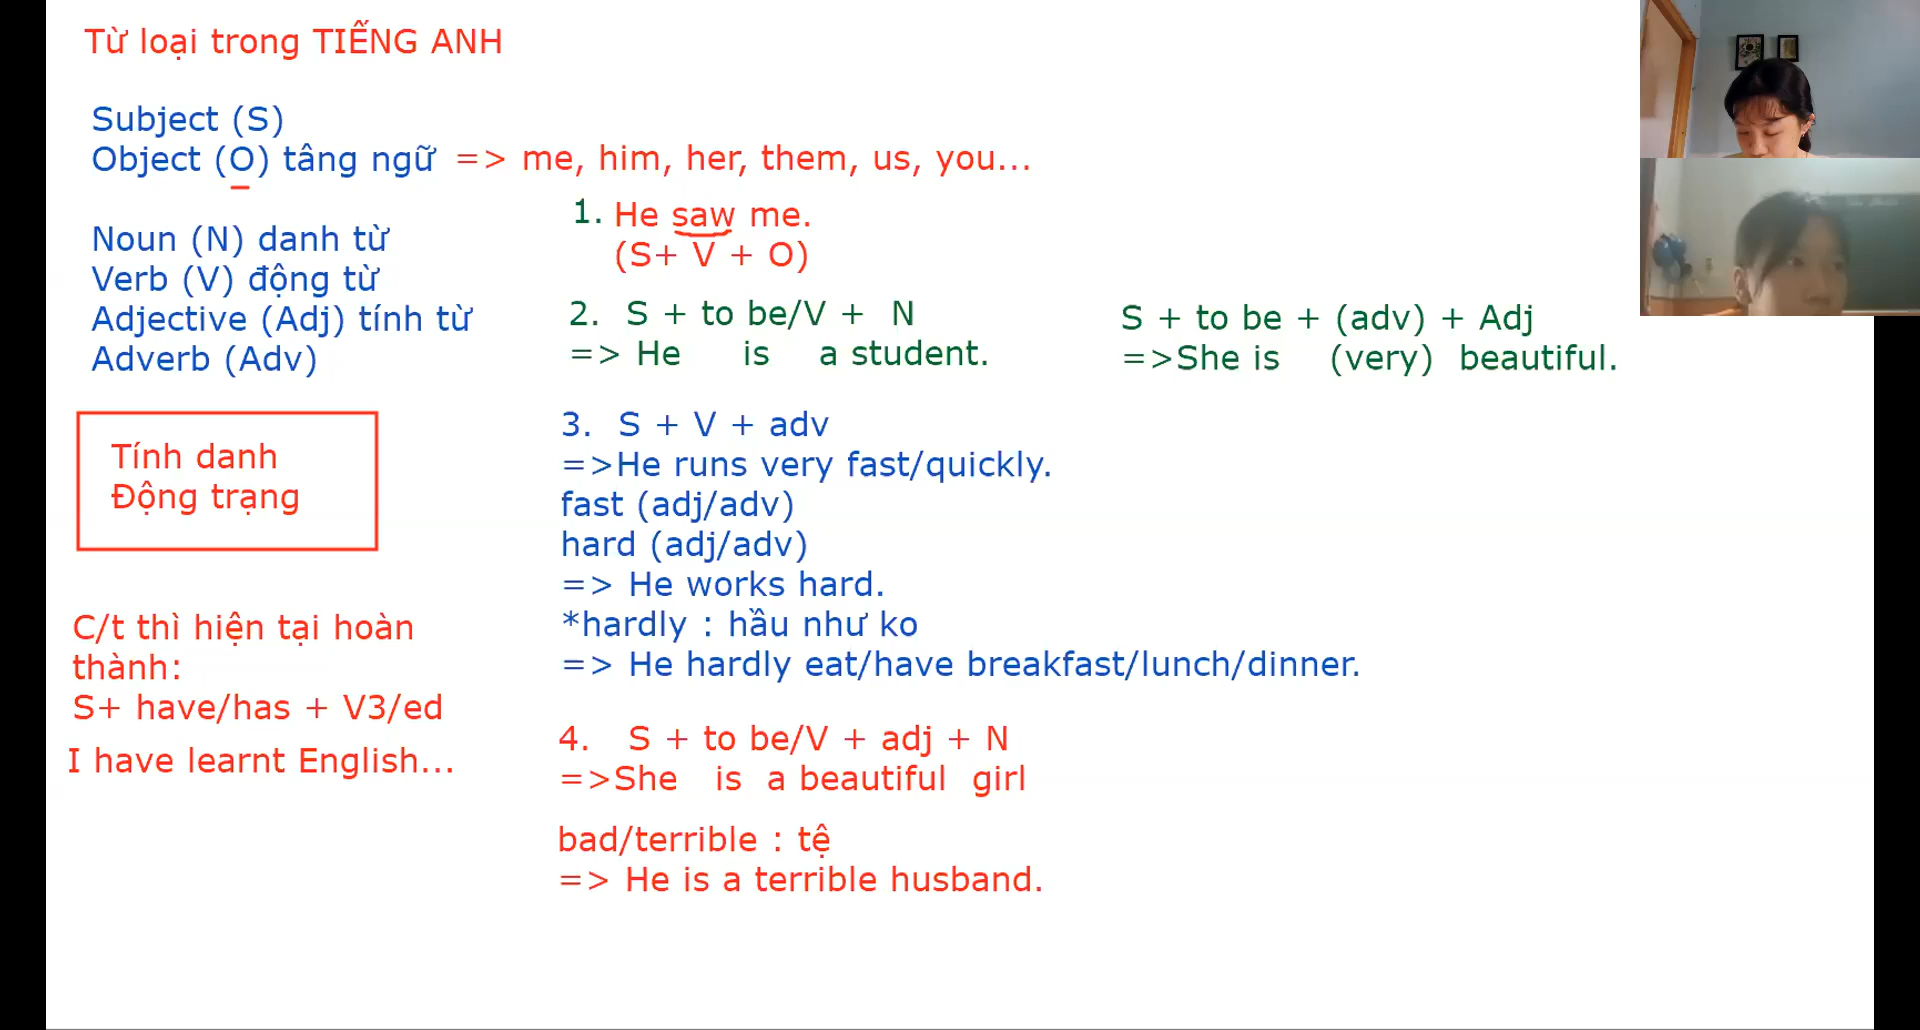 Từ loại trong TIẾNG ANH
Subject (S)
Object (O) tâng ngữ => me, him, her, them, us, you...
Noun (N) danh từ
Verb (V) động từ
Adjective (Adj) tính từ
Adverb (Adv)
Tính danh
Động trạng
C/t thì hiện tại hoàn
thành:
S+ have/has + V3/ed
I have learnt English...
1. He saw me.
(S+ V + O)
2. S + to be/V + N
=> He is a student.
S + to be + (adv) + Adj
=>She is (very) beautiful.
3. S + V + adv
=>He runs very fast/quickly.
fast (adj/adv)
hard (adj/adv)
=> He works hard.
*hardly : hầu như ko
=> He hardly eat/have breakfast/lunch/dinner.
4. S + to be/V + adj + N
=>She is a beautiful girl
bad/terrible : tệ
=> He is a terrible husband.